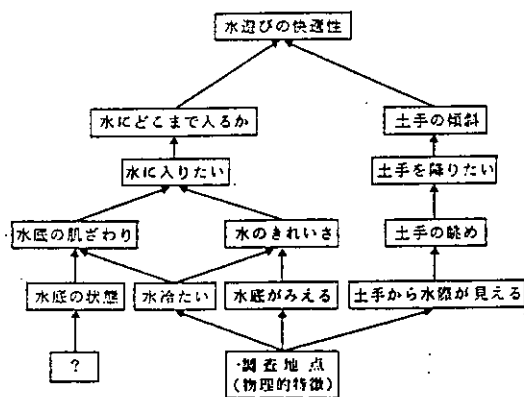 水遊びの快適性
水にどこまで入るか
土手の傾斜
水に入りたい
土手を降りたい
水底の肌ざわり
水のきれいさ
土手の眺め
水底の状態
水冷たい
水底がみえる
土手から水際が見える
?
調査地点
(物理的特徴)